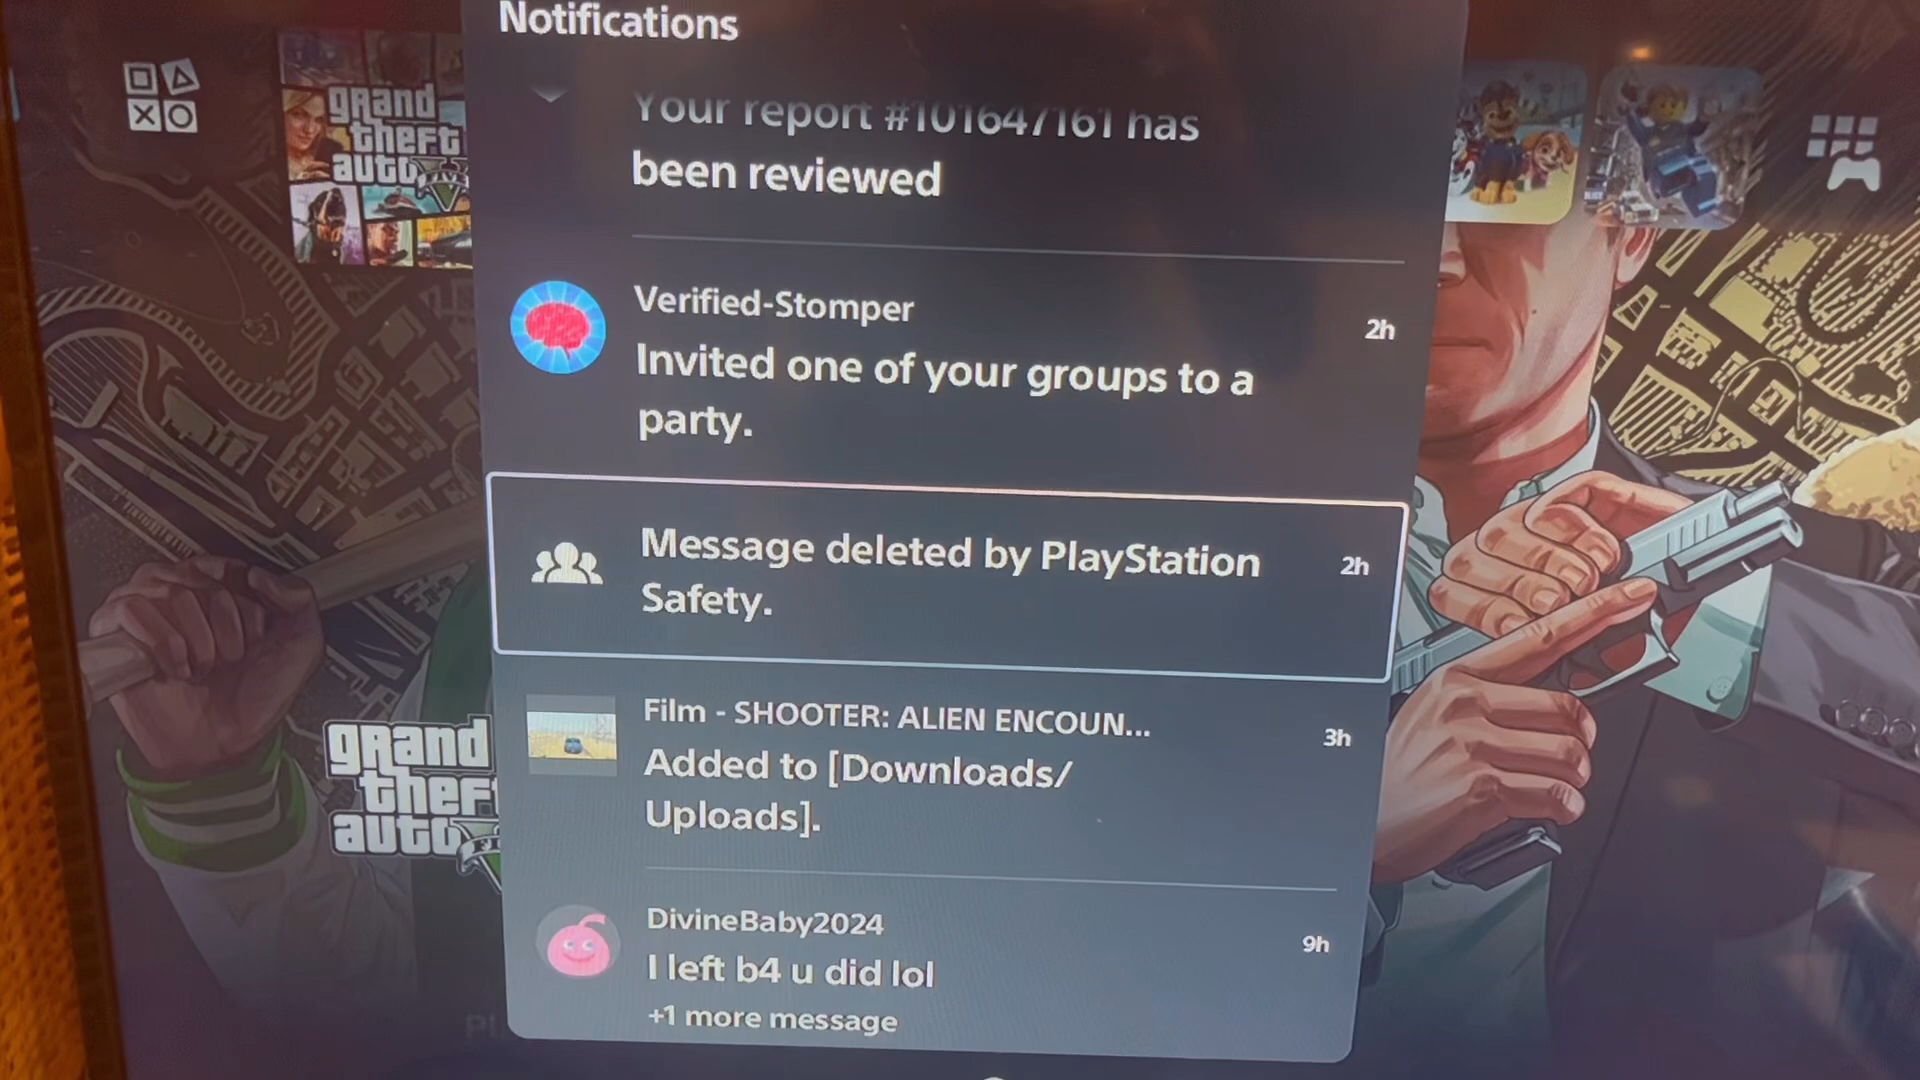 Notifications
Your report #101647161 has
been reviewed
Verified-Stomper
2h
Invited one of your groups to a
party.
Message deleted by PlayStation
Safety.
2h
Film - SHOOTER: ALIEN ENCOUN...
3h
Added to [Downloads/
Uploads].
DivineBaby2024
9h
I left b4 u did lol
+1 more message
grand
theft
auto
V
grand
theft
auto
V